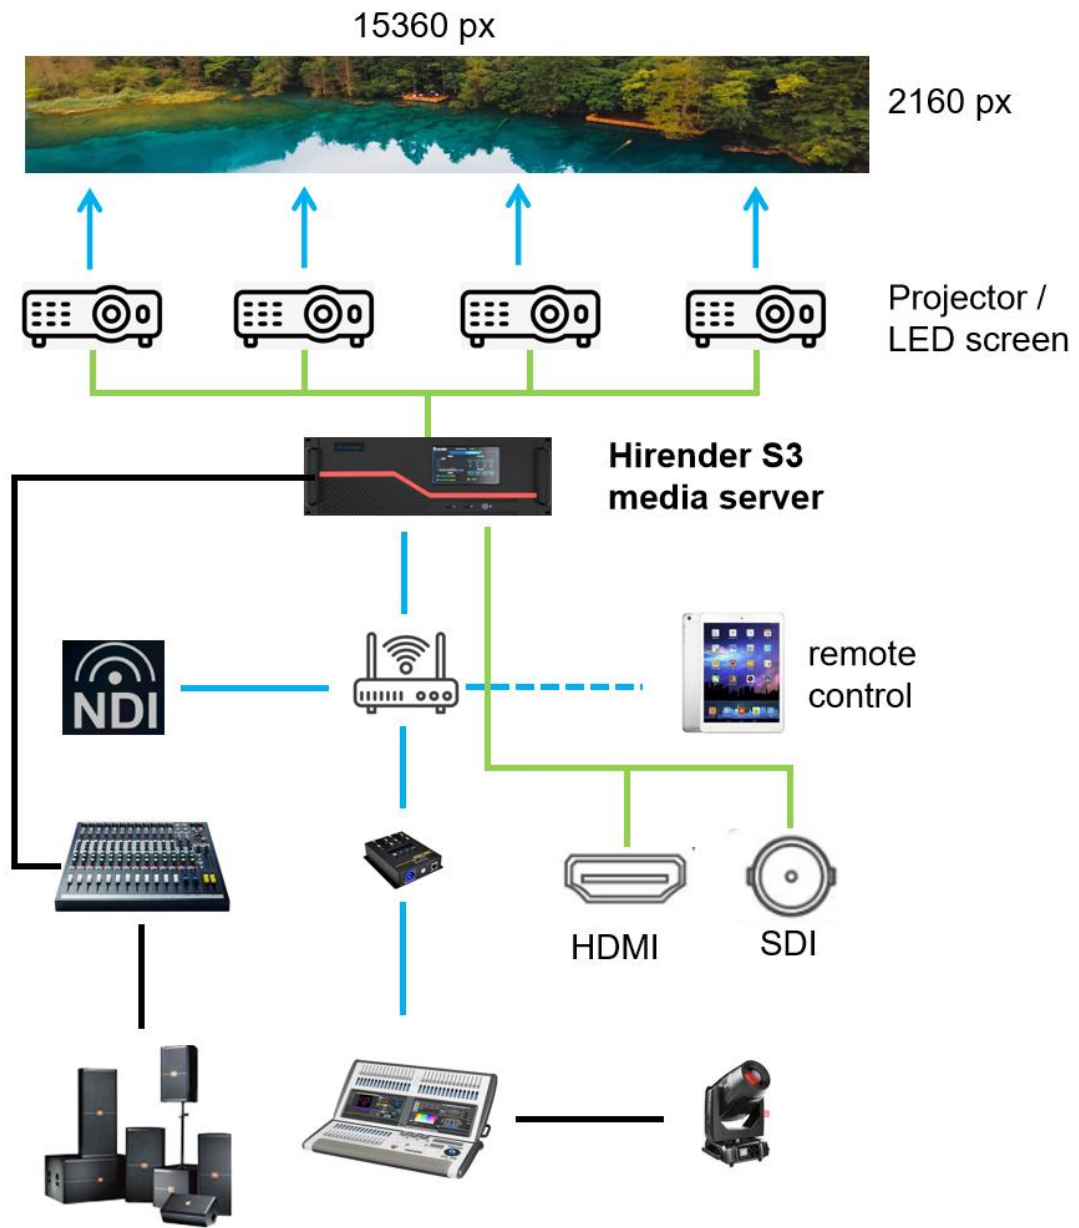 15360 px
2160 px
Projector /
LED screen
Hirender S3
media server
NDI
remote
control
HDMI
SDI